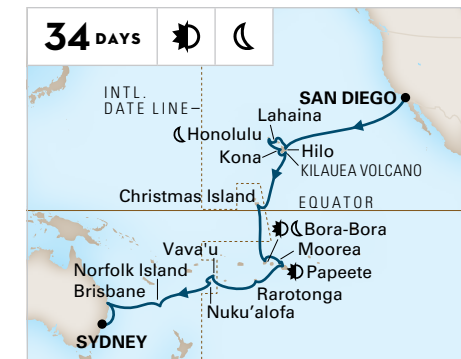 34 DAYS
INTL.
DATE LINE
SAN DIEGO
Lahaina
Honolulu
Kona
Hilo
KILAUEA VOLCANO
Christmas Island
EQUATOR
Bora-Bora
Vava'u
Moorea
Norfolk Island
Papeete
Brisbane
Rarotonga
Nuku'alofa
SYDNEY